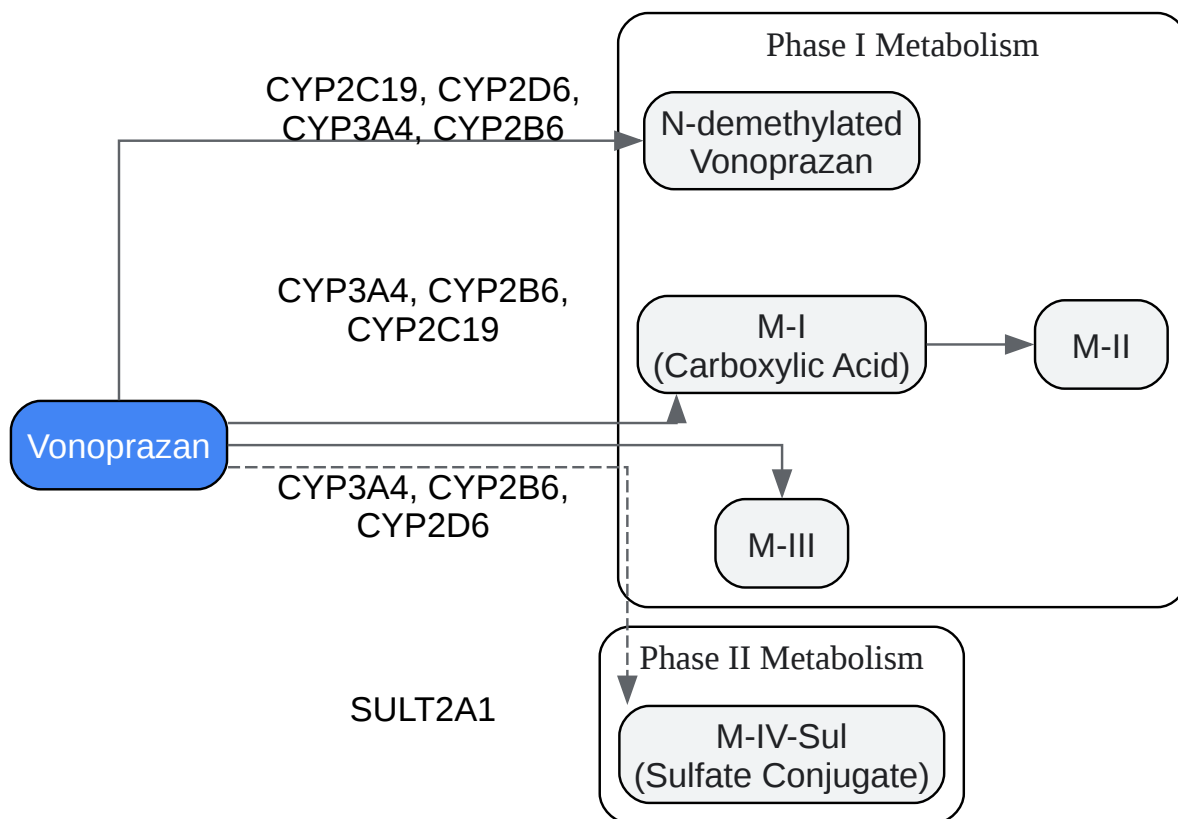 Phase I Metabolism
CYP2C19, CYP2D6,
CYP3A4, CYP2B6
N-demethylated
Vonoprazan
CYP3A4, CYP2B6,
CYP2C19
M-I
(Carboxylic Acid)
M-II
Vonoprazan
CYP3A4, CYP2B6,
CYP2D6
M-III
Phase II Metabolism
SULT2A1
M-IV-Sul
(Sulfate Conjugate)